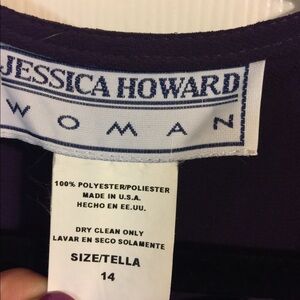 JESSICA HOWARD
WOMAN
100% POLYESTER/POLIESTER
MADE IN U.S.A.
HECHO EN EE.UU.
DRY CLEAN ONLY
LAVAR EN SECO SOLAMENTE
SIZE/TELLA
14